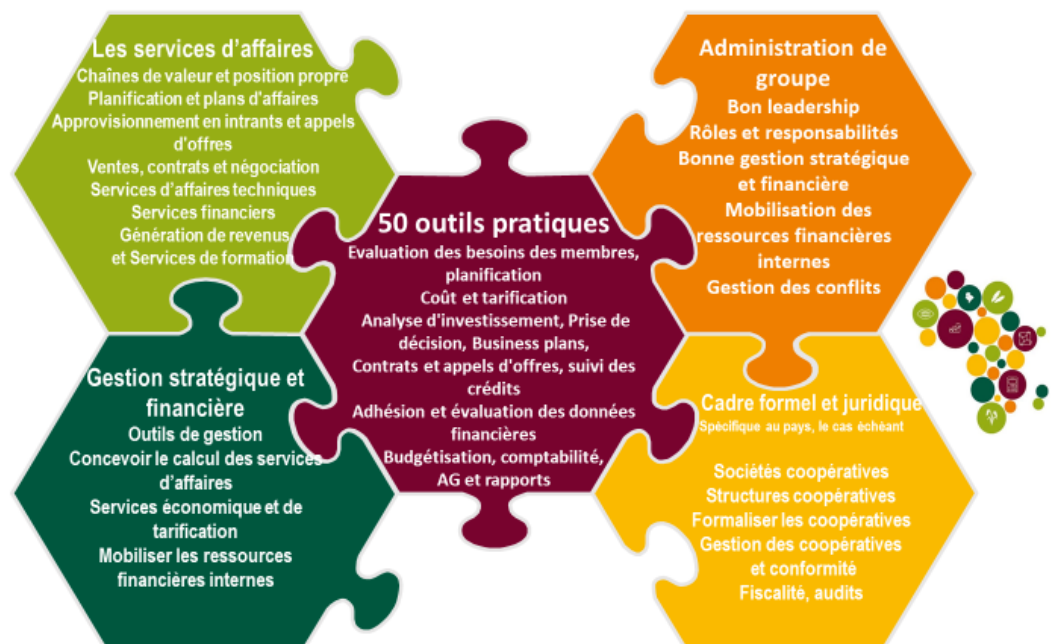 Les services d'affaires
Chaînes de valeur et position propre
Planification et plans d'affaires
Approvisionnement en intrants et appels
d'offres
Ventes, contrats et négociation
Services d'affaires techniques
Services financiers
Génération de revenus
et Services de formation
Administration de
groupe
Bon leadership
Rôles et responsabilités
Bonne gestion stratégique
et financière
Mobilisation des
ressources financières
internes
Gestion des conflits
50 outils pratiques
Evaluation des besoins des membres,
planification
Coût et tarification
Analyse d'investissement, Prise de
décision, Business plans,
Contrats et appels d'offres, suivi des
crédits
Adhésion et évaluation des données
financières
Budgétisation, comptabilité,
AG et rapports
Gestion stratégique et
financière
Outils de gestion
Concevoir le calcul des services
d'affaires
Services économique et de
tarification
Mobiliser les ressources
financières internes
Cadre formel et juridique
Spécifique au pays, le cas échéant
Sociétés coopératives
Structures coopératives
Formaliser les coopératives
Gestion des coopératives
et conformité
Fiscalité, audits